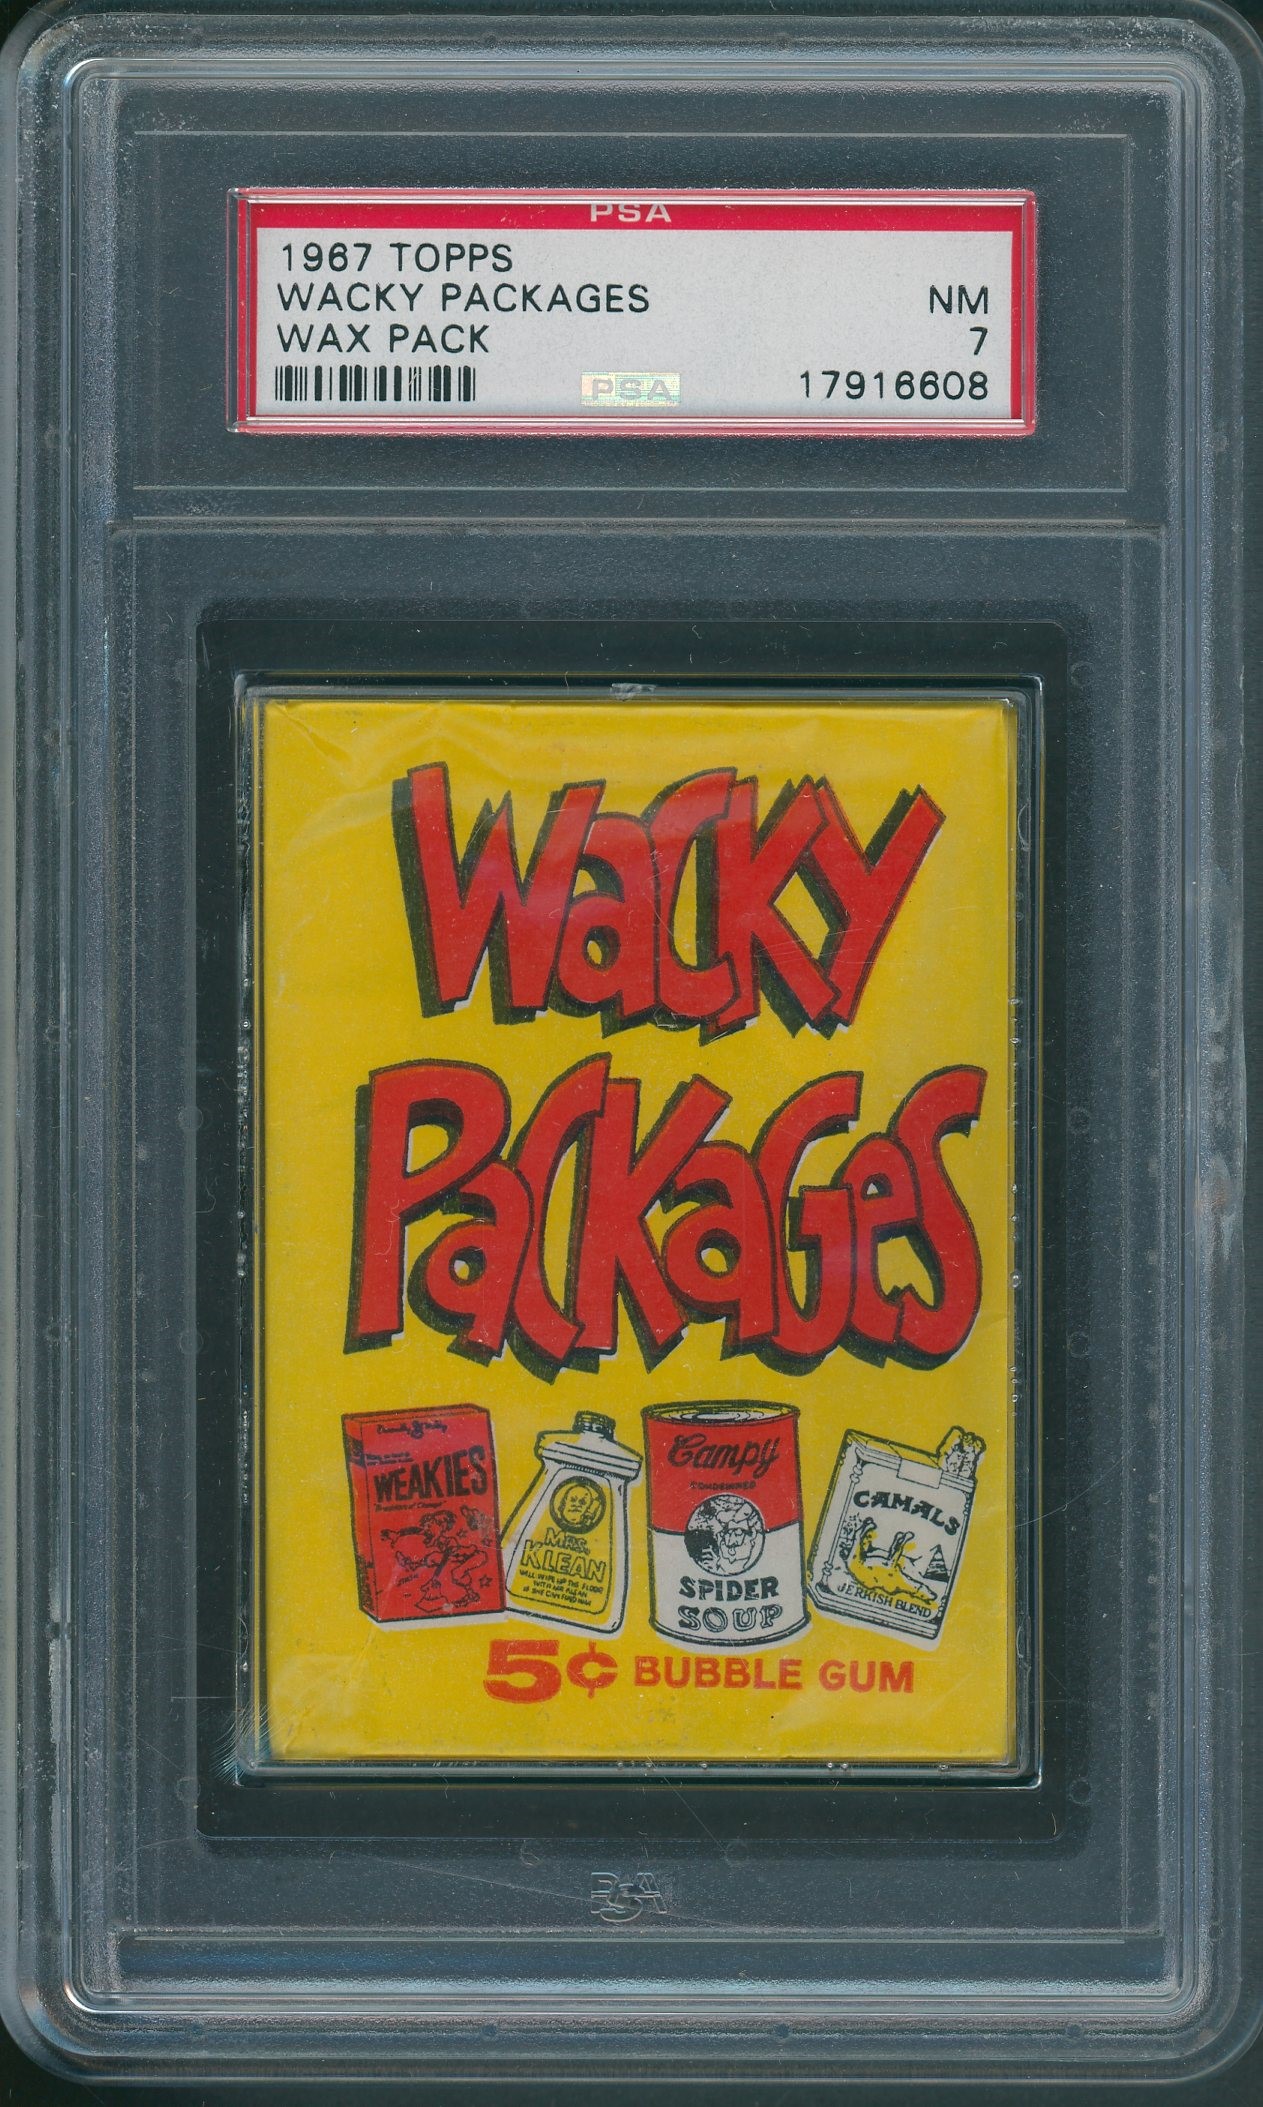 PSA
1967 TOPPS
WACKY PACKAGES
NM
WAX PACK
7
PSA
17916608
WACKY
PACKAGES
WEAKIES
MRS.
KLEAN
Campy
CONDEMNED
SPIDER
SOUP
CAMALS
JERKISH BLEND
5¢ BUBBLE GUM
PSA